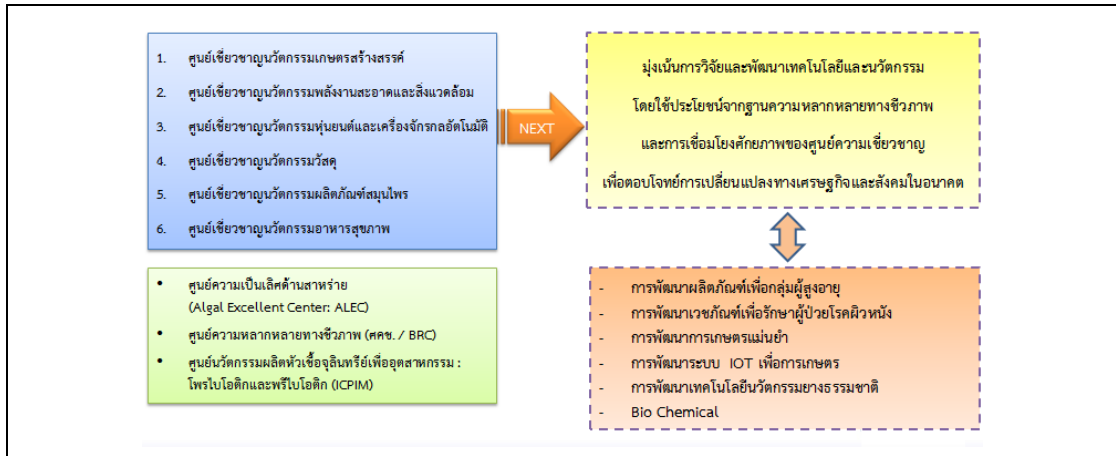 1. ศูนย์เชี่ยวชาญนวัตกรรมเกษตรสร้างสรรค์
2. ศูนย์เชี่ยวชาญนวัตกรรมพลังงานสะอาดและสิ่งแวดล้อม
3. ศูนย์เชี่ยวชาญนวัตกรรมหุ่นยนต์และเครื่องจักรกลอัตโนมัติ
4. ศูนย์เชี่ยวชาญนวัตกรรมวัสดุ
5. ศูนย์เชี่ยวชาญนวัตกรรมผลิตภัณฑ์สมุนไพร
6. ศูนย์เชี่ยวชาญนวัตกรรมอาหารสุขภาพ
NEXT
มุ่งเน้นการวิจัยและพัฒนาเทคโนโลยีและนวัตกรรม
โดยใช้ประโยชน์จากฐานความหลากหลายทางชีวภาพ
และการเชื่อมโยงศักยภาพของศูนย์ความเชี่ยวชาญ
เพื่อตอบโจทย์การเปลี่ยนแปลงทางเศรษฐกิจและสังคมในอนาคต
• ศูนย์ความเป็นเลิศด้านสาหร่าย
(Algal Excellent Center: ALEC)
• ศูนย์ความหลากหลายทางชีวภาพ (ศคช. / BRC)
• ศูนย์นวัตกรรมผลิตหัวเชื้อจุลินทรีย์เพื่ออุตสาหกรรม :
โพรไบโอติกและพรีไบโอติก (ICPIM)
- การพัฒนาผลิตภัณฑ์เพื่อกลุ่มผู้สูงอายุ
- การพัฒนาเวชภัณฑ์เพื่อรักษาผู้ป่วยโรคผิวหนัง
- การพัฒนาการเกษตรแม่นยำ
- การพัฒนาระบบ IOT เพื่อการเกษตร
- การพัฒนาเทคโนโลยีนวัตกรรมยางธรรมชาติ
- Bio Chemical